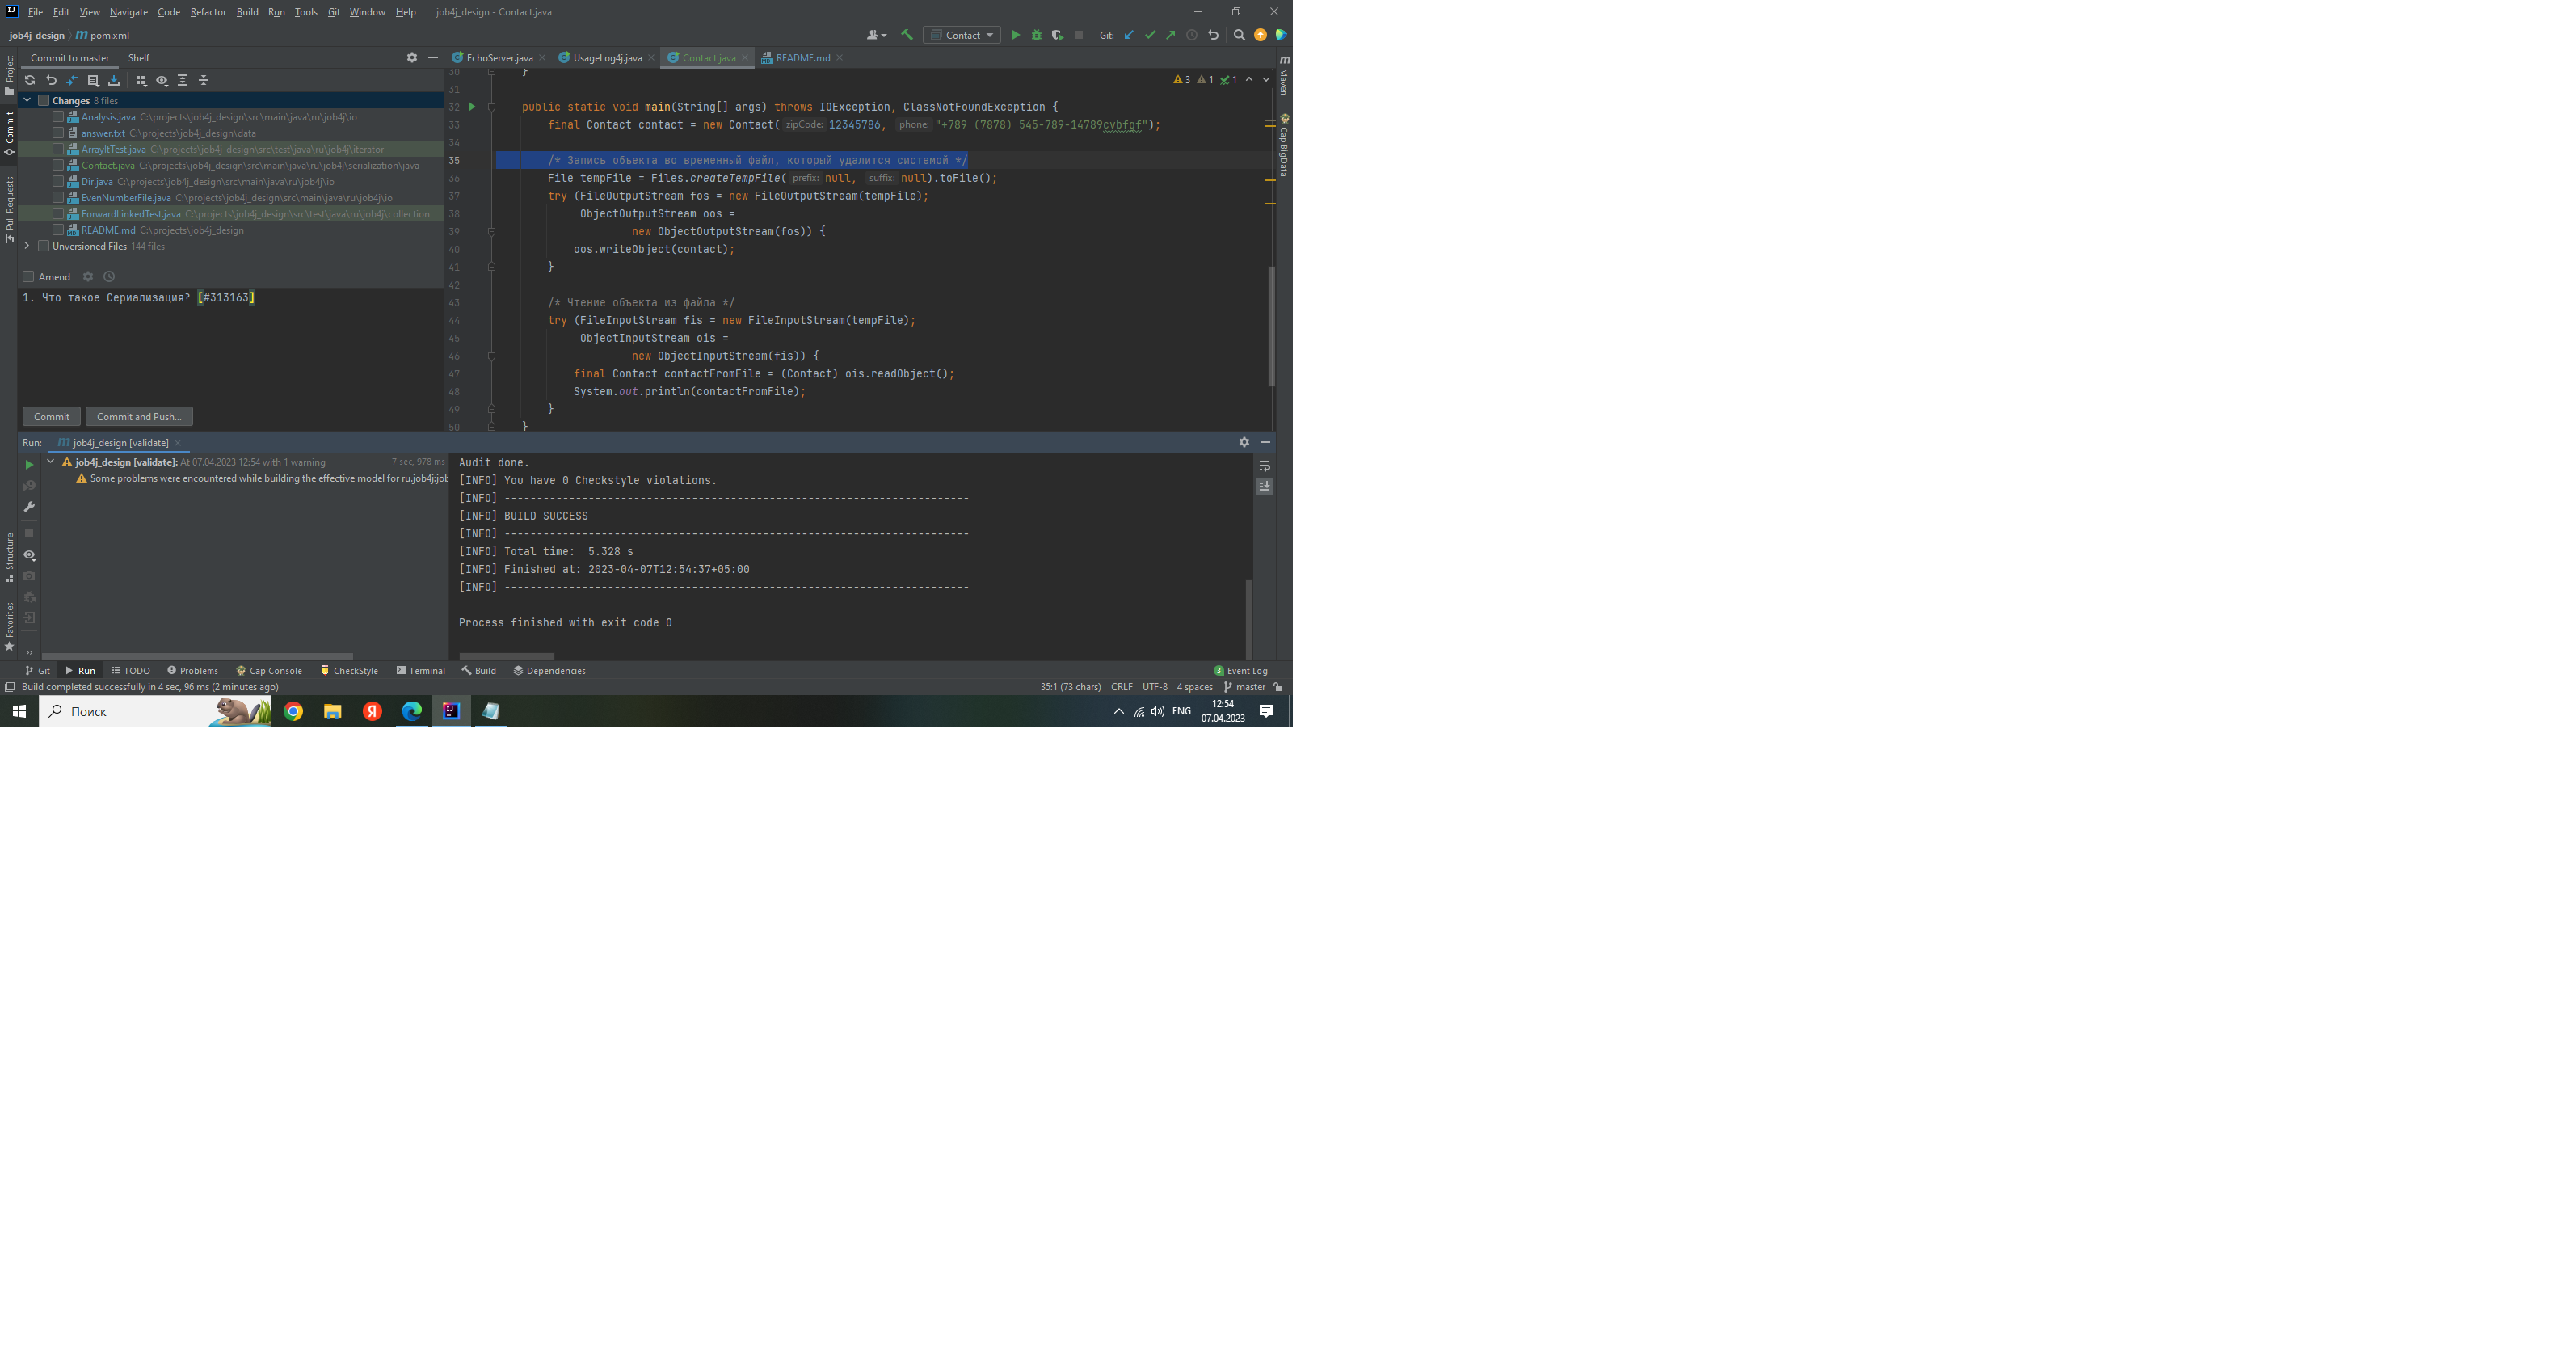 File Edit View Navigate Code Refactor Build Run Tools Git Window Help job4j_design - Contact.java
job4j_design pom.xml Contact Git:
Commit to master Shelf
EchoServer.java UsageLog4j.java Contact.java README.md
Project
Commit
Pull Requests
Structure
Favorites
Maven
Cap BigData
Changes 8 files
Analysis.java C:\projects\job4j_design\src\main\java\ru\job4j\io
answer.txt C:\projects\job4j_design\data
ArrayItTest.java C:\projects\job4j_design\src\test\java\ru\job4j\iterator
Contact.java C:\projects\job4j_design\src\main\java\ru\job4j\serialization\java
Dir.java C:\projects\job4j_design\src\main\java\ru\job4j\io
EvenNumberFile.java C:\projects\job4j_design\src\main\java\ru\job4j\io
ForwardLinkedTest.java C:\projects\job4j_design\src\test\java\ru\job4j\collection
README.md C:\projects\job4j_design
Unversioned Files 144 files
Amend
1. Что такое Сериализация? [#313163]
Commit Commit and Push...
3 1 1
30 }
31
32 public static void main(String[] args) throws IOException, ClassNotFoundException {
33 final Contact contact = new Contact( zipCode: 12345786, phone: "+789 (7878) 545-789-14789cvbfgf");
34
35 /* Запись объекта во временный файл, который удалится системой */
36 File tempFile = Files.createTempFile( prefix: null, suffix: null).toFile();
37 try (FileOutputStream fos = new FileOutputStream(tempFile);
38 ObjectOutputStream oos =
39 new ObjectOutputStream(fos)) {
40 oos.writeObject(contact);
41 }
42
43 /* Чтение объекта из файла */
44 try (FileInputStream fis = new FileInputStream(tempFile);
45 ObjectInputStream ois =
46 new ObjectInputStream(fis)) {
47 final Contact contactFromFile = (Contact) ois.readObject();
48 System.out.println(contactFromFile);
49 }
50 }
Run: job4j_design [validate]
job4j_design [validate]: At 07.04.2023 12:54 with 1 warning 7 sec, 978 ms
Some problems were encountered while building the effective model for ru.job4j:job
Audit done.
[INFO] You have 0 Checkstyle violations.
[INFO] ------------------------------------------------------------------------
[INFO] BUILD SUCCESS
[INFO] ------------------------------------------------------------------------
[INFO] Total time:  5.328 s
[INFO] Finished at: 2023-04-07T12:54:37+05:00
[INFO] ------------------------------------------------------------------------
Process finished with exit code 0
Git Run TODO Problems Cap Console CheckStyle Terminal Build Dependencies 3 Event Log
Build completed successfully in 4 sec, 96 ms (2 minutes ago) 35:1 (73 chars) CRLF UTF-8 4 spaces master
Поиск Я ENG 12:54
07.04.2023